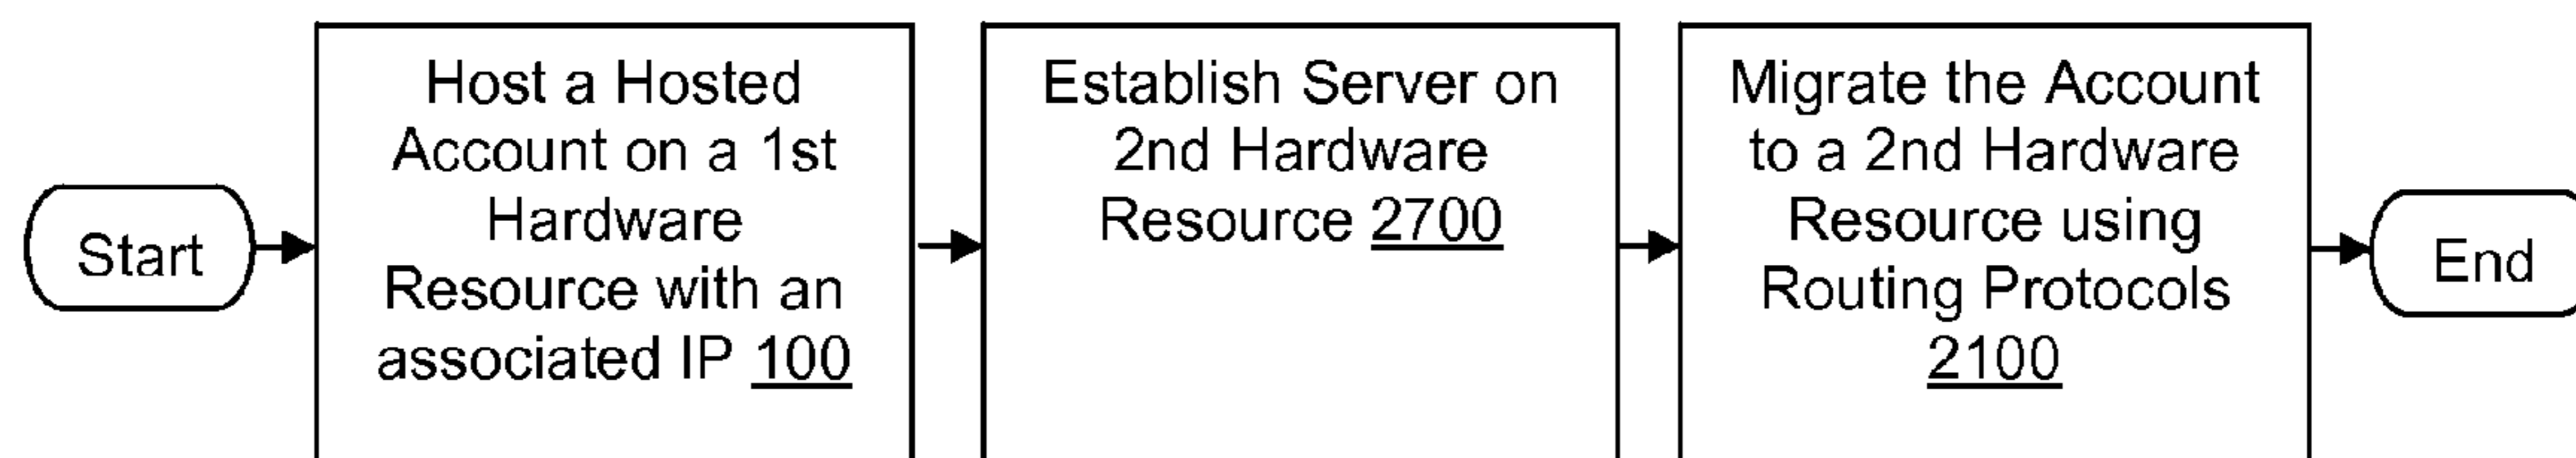 Start
Host a Hosted
Account on a 1st
Hardware
Resource with an
associated IP 100
Establish Server on
2nd Hardware
Resource 2700
Migrate the Account
to a 2nd Hardware
Resource using
Routing Protocols
2100
End